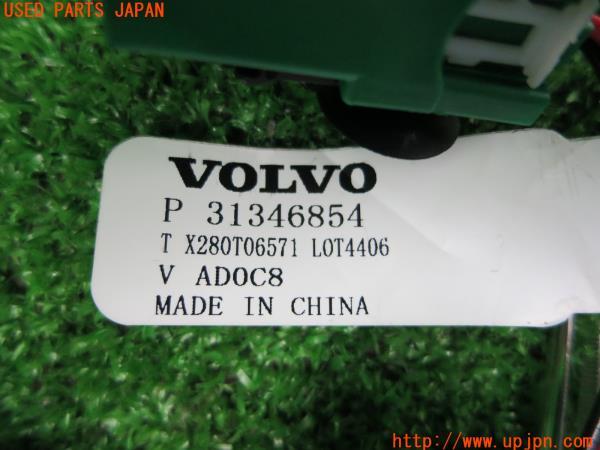 USED PARTS JAPAN
VOLVO
P 31346854
T X280T06571 LOT4406
V ADOC8
MADE IN CHINA
http://www.upjpn.com/